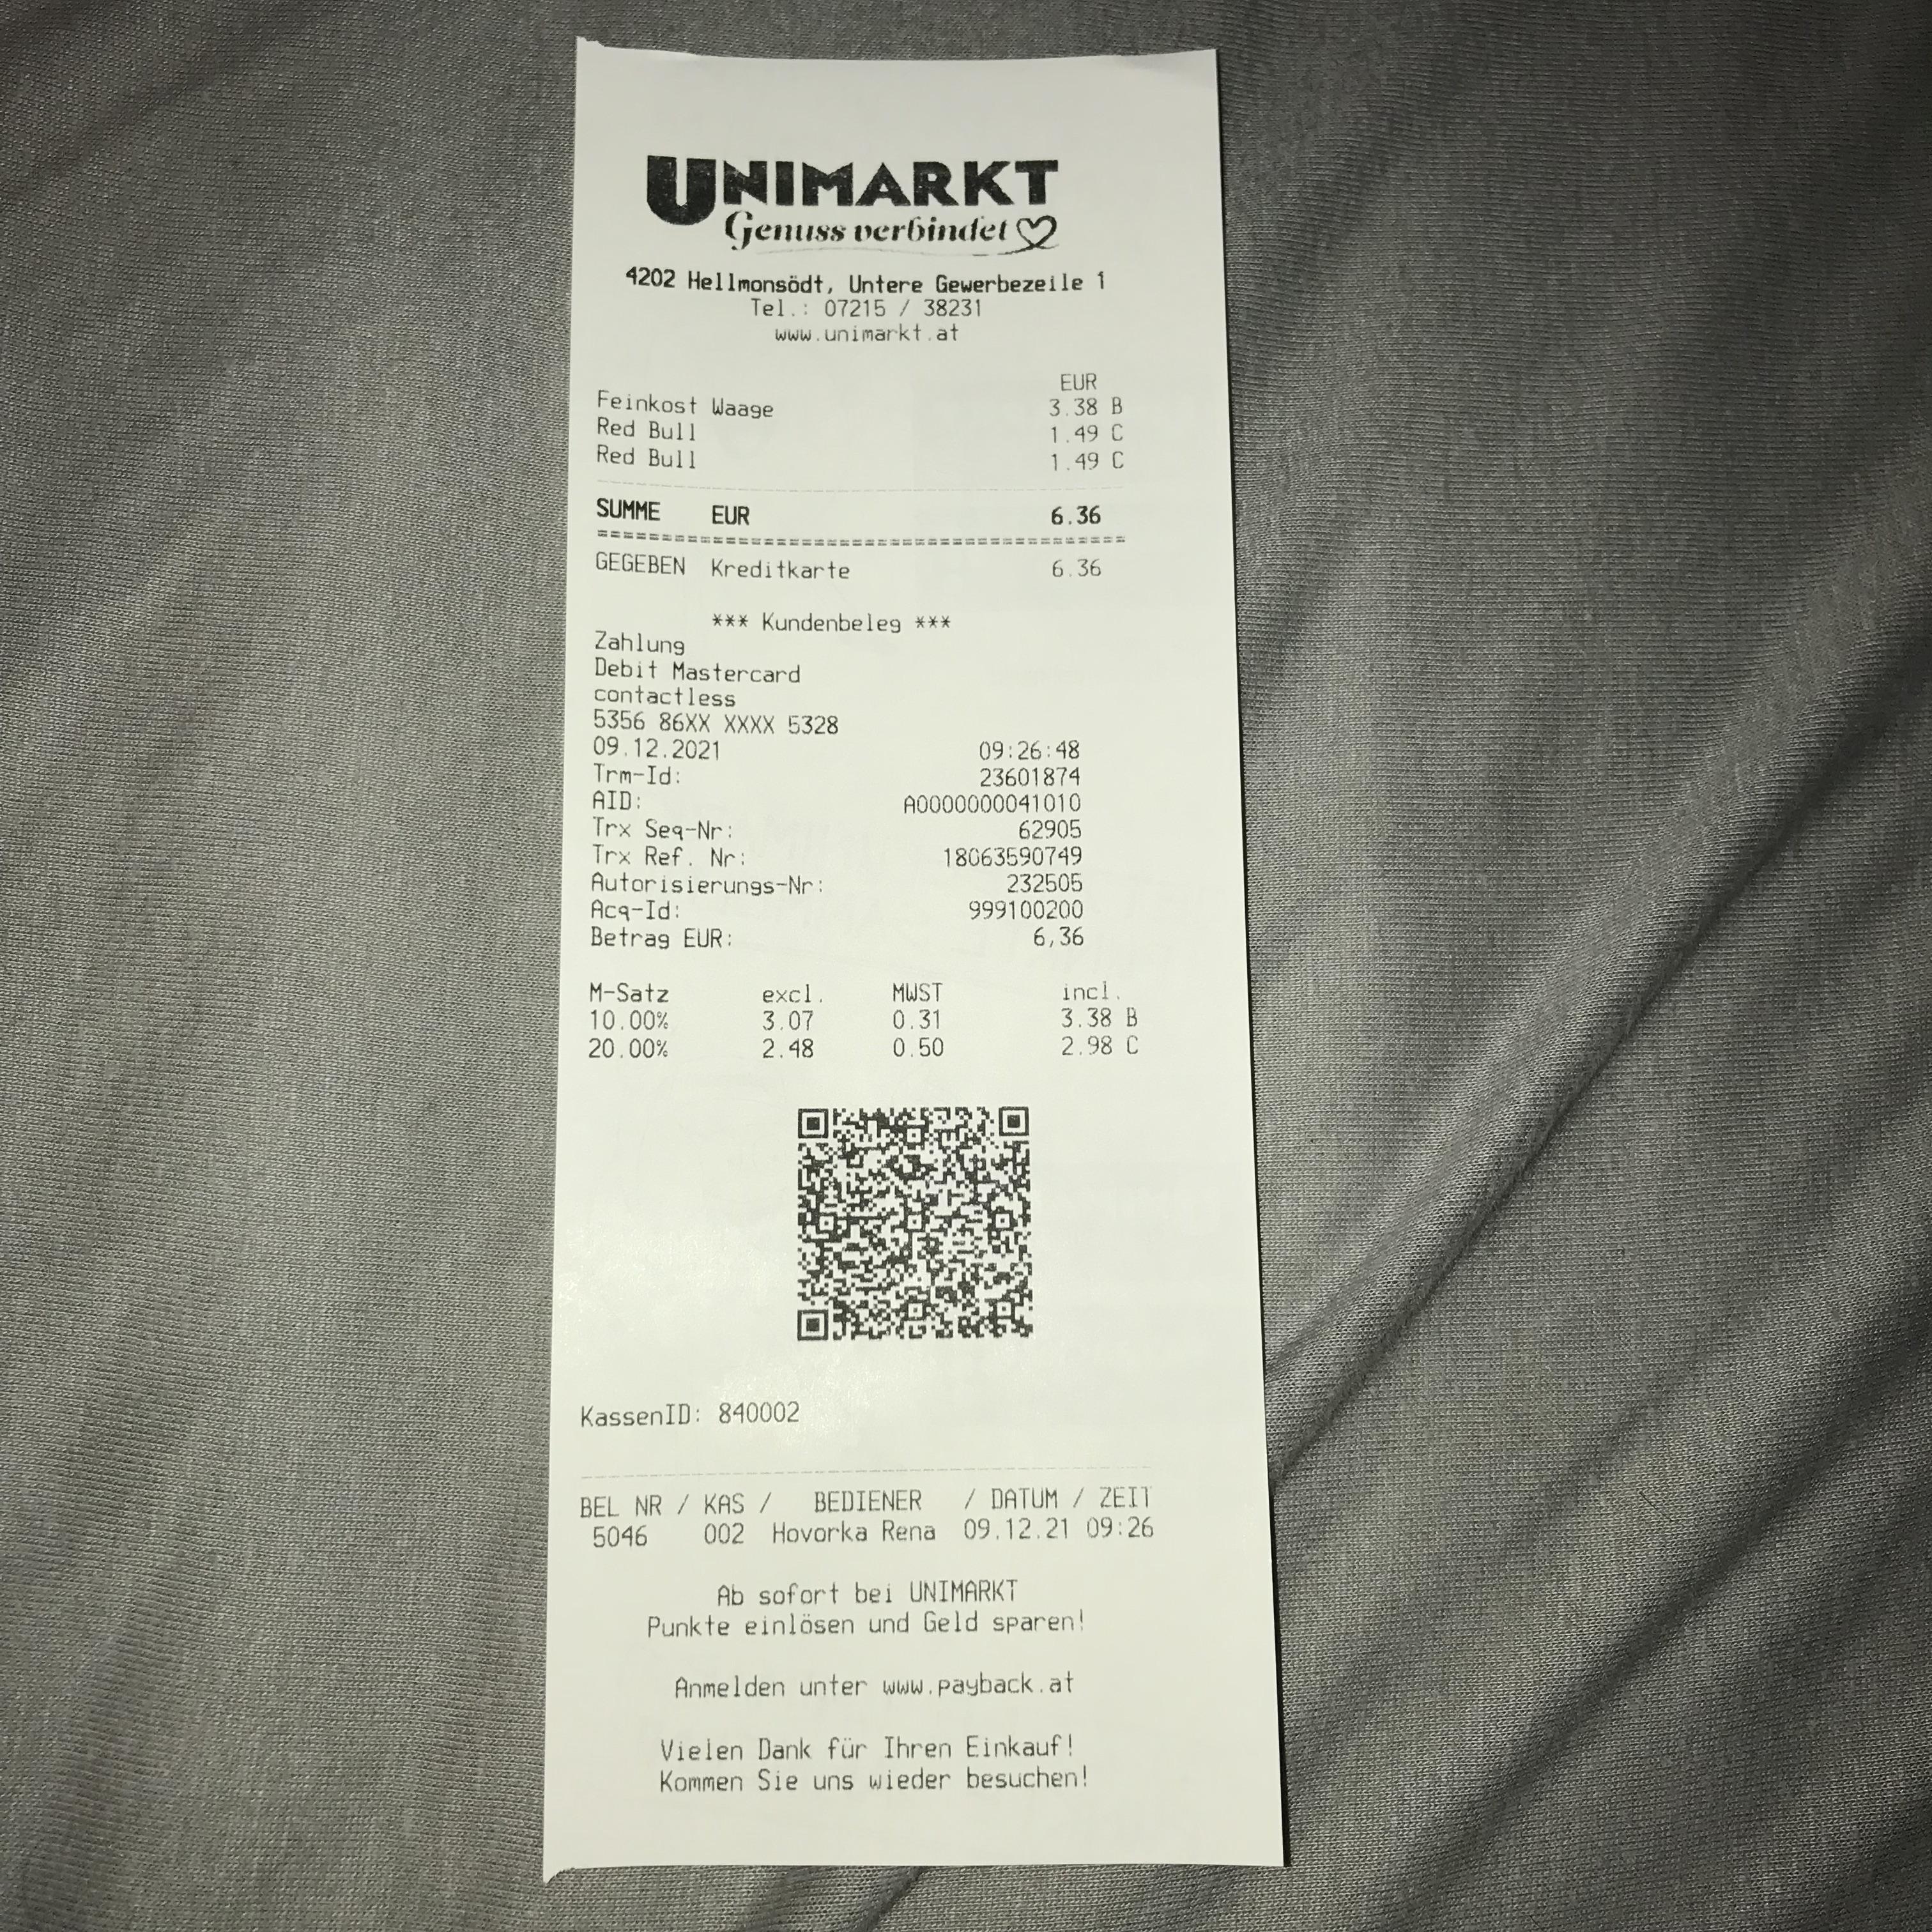 UNIMARKT
Genuss verbindet
4202 Hellmonsödt, Untere Gewerbezeile 1
Tel.: 07215 / 38231
www.unimarkt.at
EUR
Feinkost Waage 3.38 B
Red Bull 1.49 C
Red Bull 1.49 C
SUMME EUR 6.36
=========================================
GEGEBEN Kreditkarte 6.36
*** Kundenbeleg ***
Zahlung
Debit Mastercard
contactless
5356 86XX XXXX 5328
09.12.2021 09:26:48
Trm-Id: 23601874
AID: A0000000041010
Trx Seq-Nr: 62905
Trx Ref. Nr: 18063590749
Autorisierungs-Nr: 232505
Acq-Id: 999100200
Betrag EUR: 6,36
M-Satz excl. MWST incl.
10.00% 3.07 0.31 3.38 B
20.00% 2.48 0.50 2.98 C
KassenID: 840002
BEL NR / KAS / BEDIENER / DATUM / ZEIT
5046 002 Hovorka Rena 09.12.21 09:26
Ab sofort bei UNIMARKT
Punkte einlösen und Geld sparen!
Anmelden unter www.payback.at
Vielen Dank für Ihren Einkauf!
Kommen Sie uns wieder besuchen!